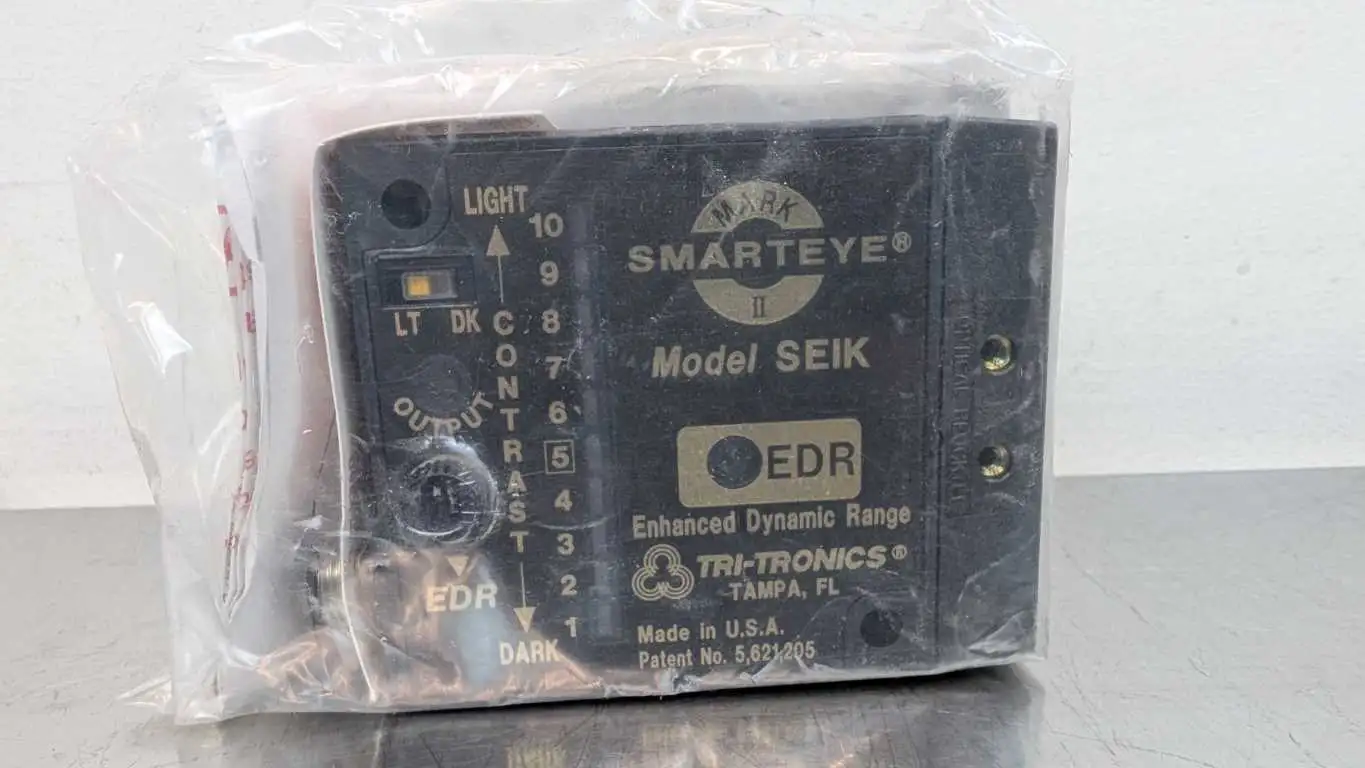 LIGHT
10
9
8
7
6
5
4
3
2
1
LT DK
CONTRAST
OUTPUT
EDR
DARK
MARK
SMARTEYE®
II
Model SEIK
EDR
Enhanced Dynamic Range
TRI-TRONICS®
TAMPA, FL
Made in U.S.A.
Patent No. 5,621,205